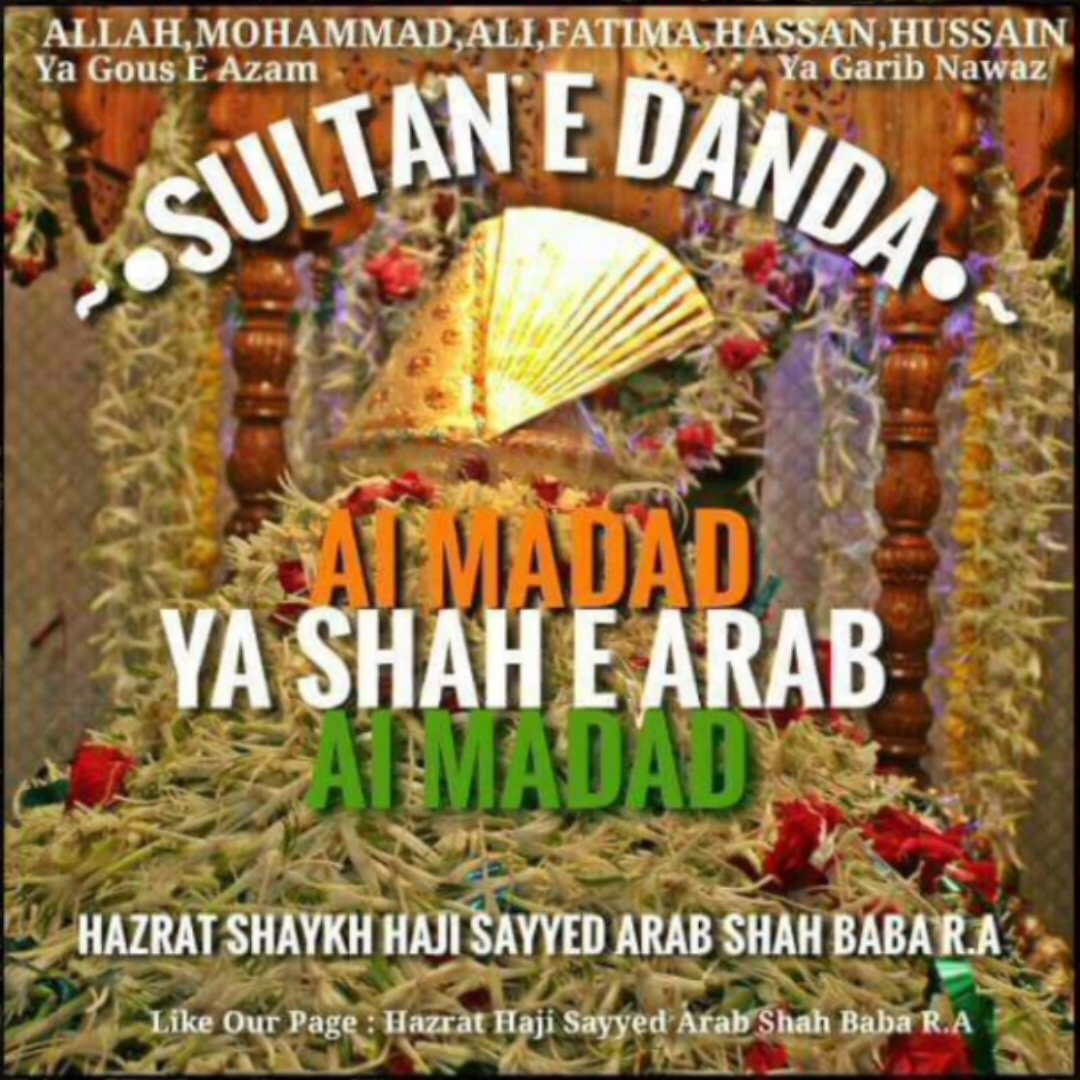 ALLAH,MOHAMMAD,ALI,FATIMA,HASSAN,HUSSAIN
Ya Gous E Azam Ya Garib Nawaz
~•SULTAN E DANDA•~
AI MADAD
YA SHAH E ARAB
AI MADAD
HAZRAT SHAYKH HAJI SAYYED ARAB SHAH BABA R.A
Like Our Page : Hazrat Haji Sayyed Arab Shah Baba R.A